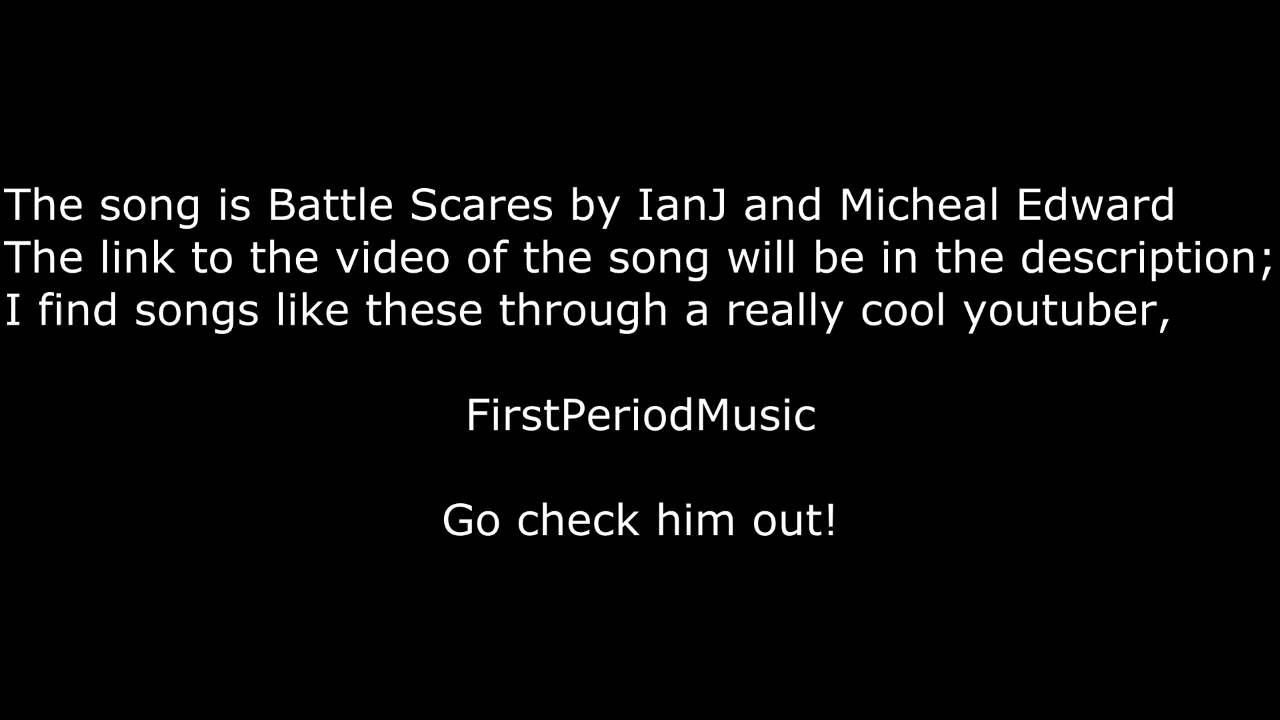 The song is Battle Scares by IanJ and Micheal Edward
The link to the video of the song will be in the description;
I find songs like these through a really cool youtuber,
FirstPeriodMusic
Go check him out!